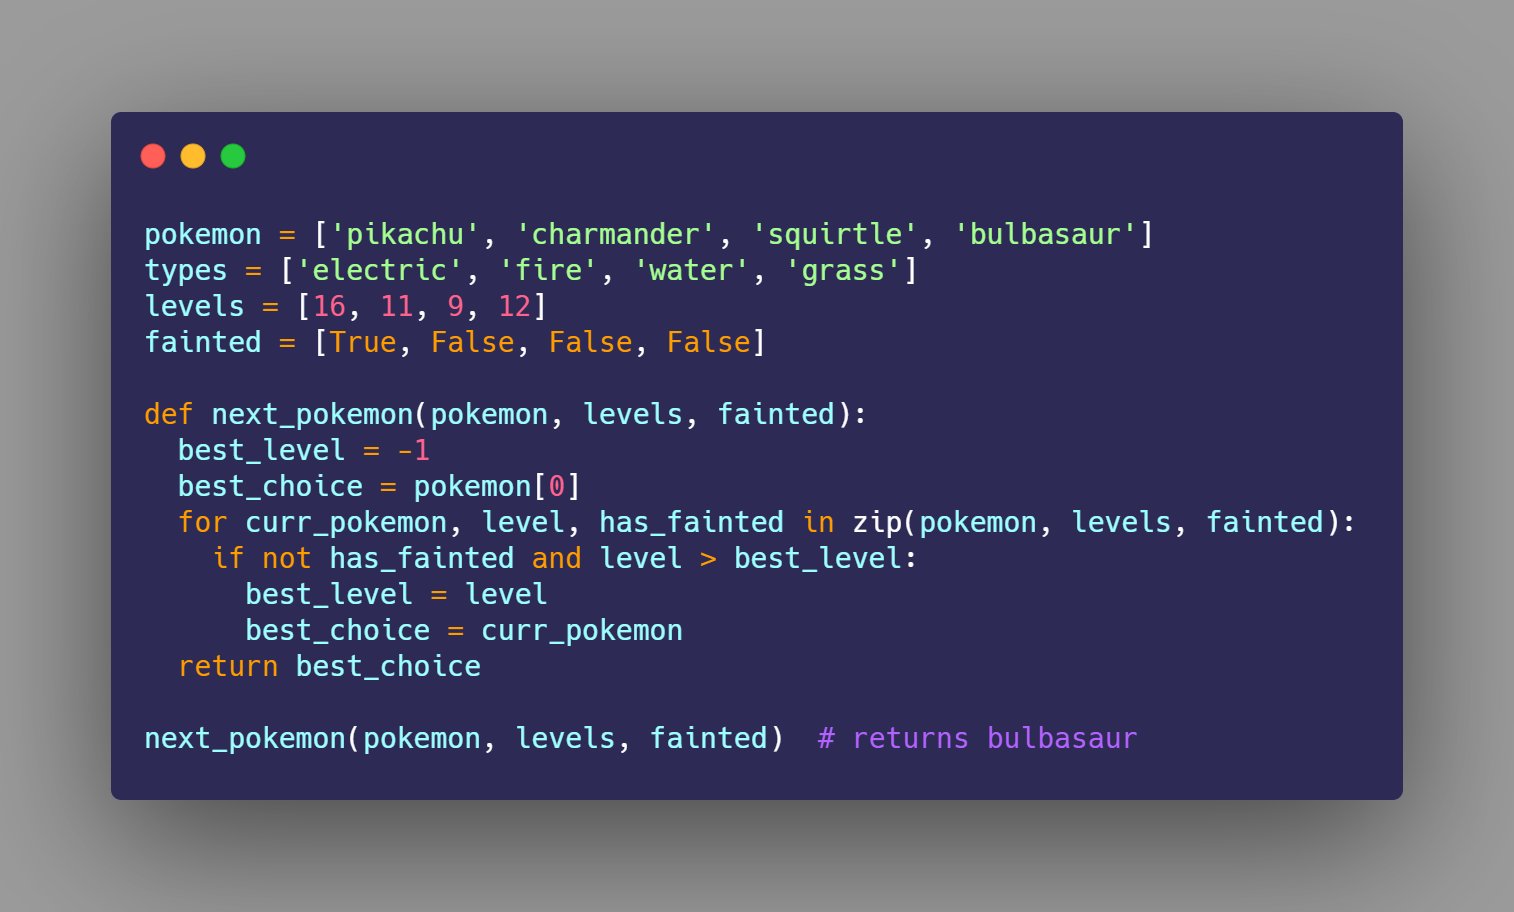 pokemon = ['pikachu', 'charmander', 'squirtle', 'bulbasaur']
types = ['electric', 'fire', 'water', 'grass']
levels = [16, 11, 9, 12]
fainted = [True, False, False, False]

def next_pokemon(pokemon, levels, fainted):
  best_level = -1
  best_choice = pokemon[0]
  for curr_pokemon, level, has_fainted in zip(pokemon, levels, fainted):
    if not has_fainted and level > best_level:
      best_level = level
      best_choice = curr_pokemon
  return best_choice

next_pokemon(pokemon, levels, fainted)  # returns bulbasaur